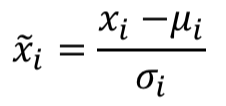 x̃ᵢ = (xᵢ − μᵢ) / σᵢ